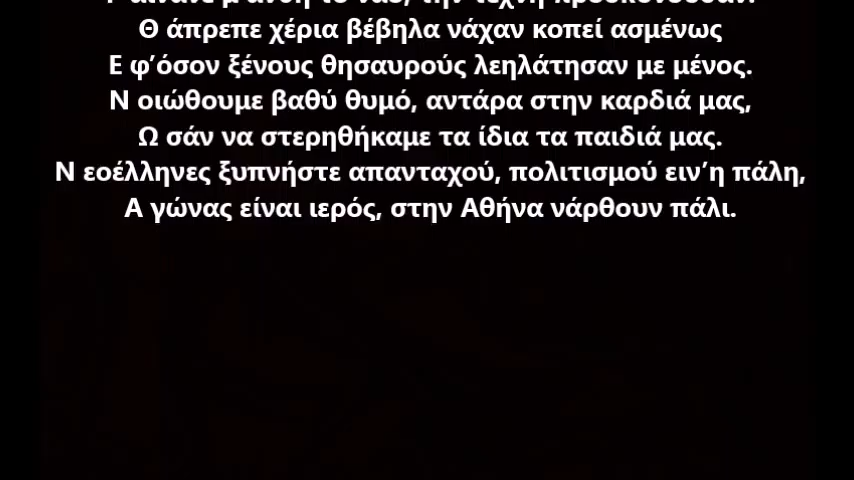 Θ άπρεπε χέρια βέβηλα νάχαν κοπεί ασμένως
Ε φ’όσον ξένους θησαυρούς λεηλάτησαν με μένος.
Ν οιώθουμε βαθύ θυμό, αντάρα στην καρδιά μας,
Ω σάν να στερηθήκαμε τα ίδια τα παιδιά μας.
Ν εοέλληνες ξυπνήστε απανταχού, πολιτισμού ειν’η πάλη,
Α γώνας είναι ιερός, στην Αθήνα νάρθουν πάλι.